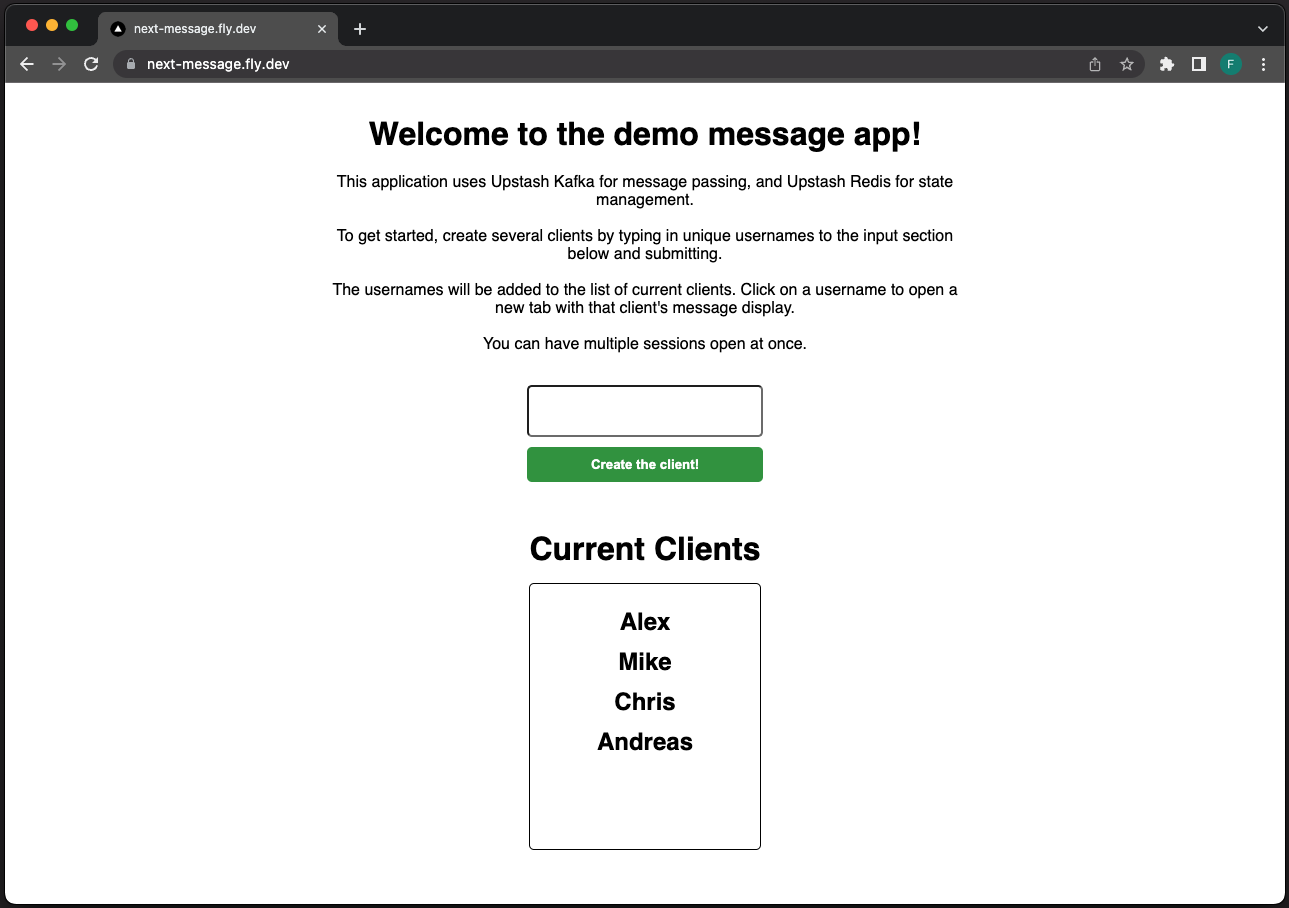 next-message.fly.dev
next-message.fly.dev
F
Welcome to the demo message app!
This application uses Upstash Kafka for message passing, and Upstash Redis for state
management.
To get started, create several clients by typing in unique usernames to the input section
below and submitting.
The usernames will be added to the list of current clients. Click on a username to open a
new tab with that client's message display.
You can have multiple sessions open at once.
Create the client!
Current Clients
Alex
Mike
Chris
Andreas